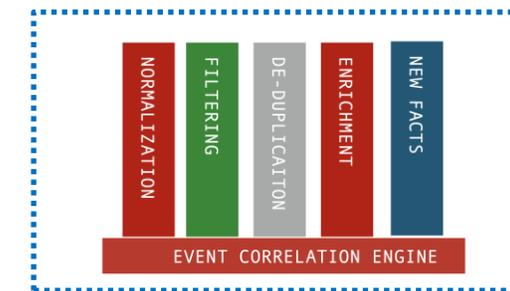 NORMALIZATION
FILTERING
DE-DUPLICAITON
ENRICHMENT
NEW FACTS
EVENT CORRELATION ENGINE